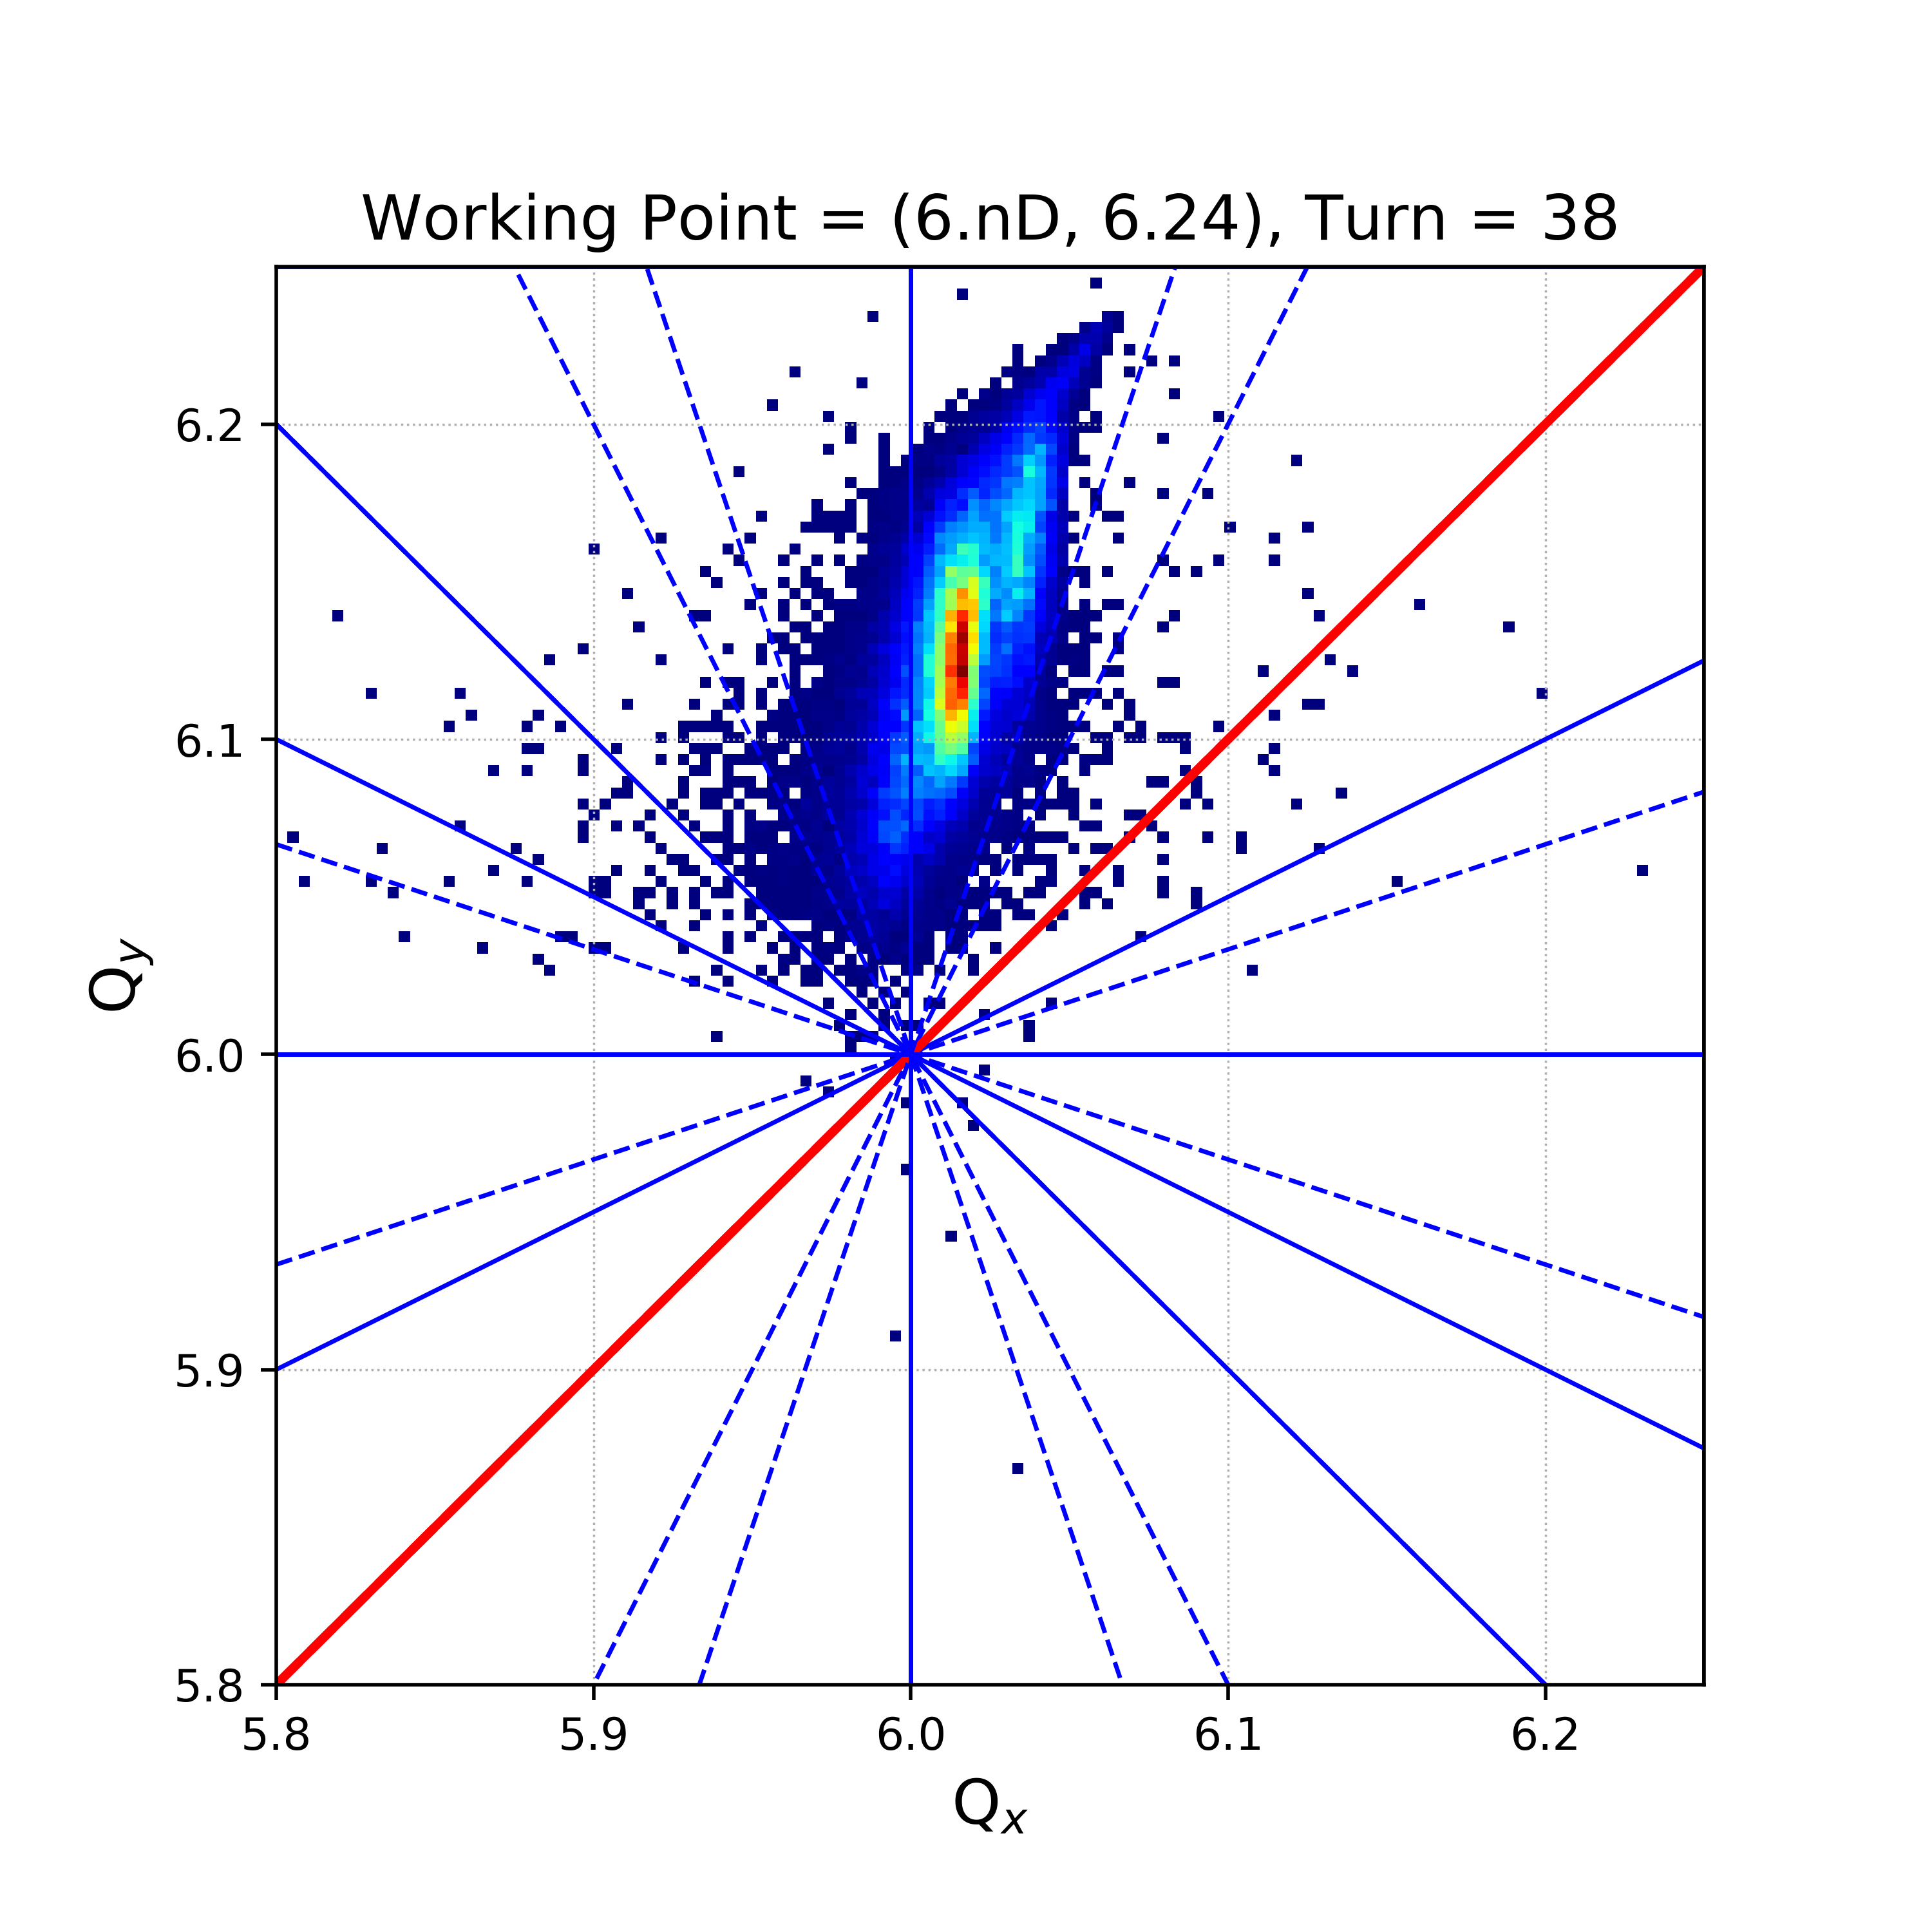 Working Point = (6.nD, 6.24), Turn = 38
6.2
6.1
6.0
5.9
5.8
Qy
5.8 5.9 6.0 6.1 6.2
Qx